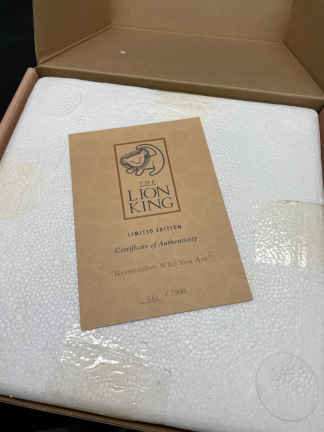 THE
LION
KING
LIMITED EDITION
Certificate of Authenticity
"Remember Who You Are"
/ 7500